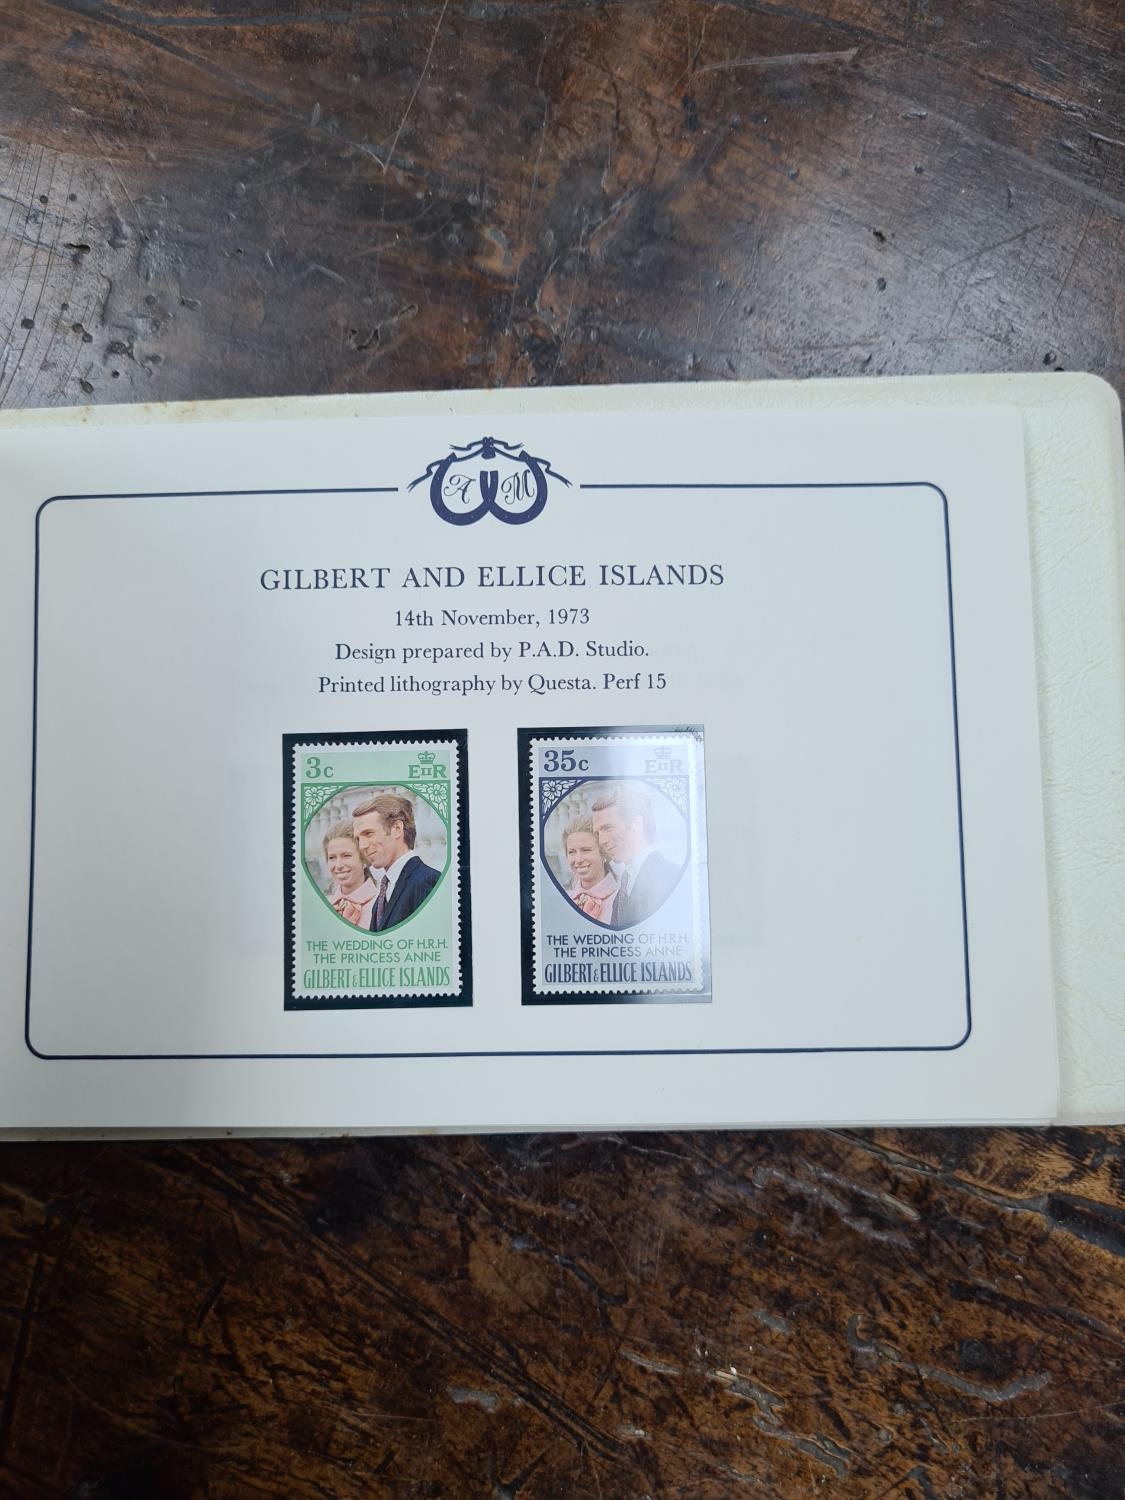 A M
GILBERT AND ELLICE ISLANDS
14th November, 1973
Design prepared by P.A.D. Studio.
Printed lithography by Questa. Perf 15
3c
EIIR
THE WEDDING OF H.R.H.
THE PRINCESS ANNE
GILBERT & ELLICE ISLANDS
35c
EIIR
THE WEDDING OF H.R.H.
THE PRINCESS ANNE
GILBERT & ELLICE ISLANDS